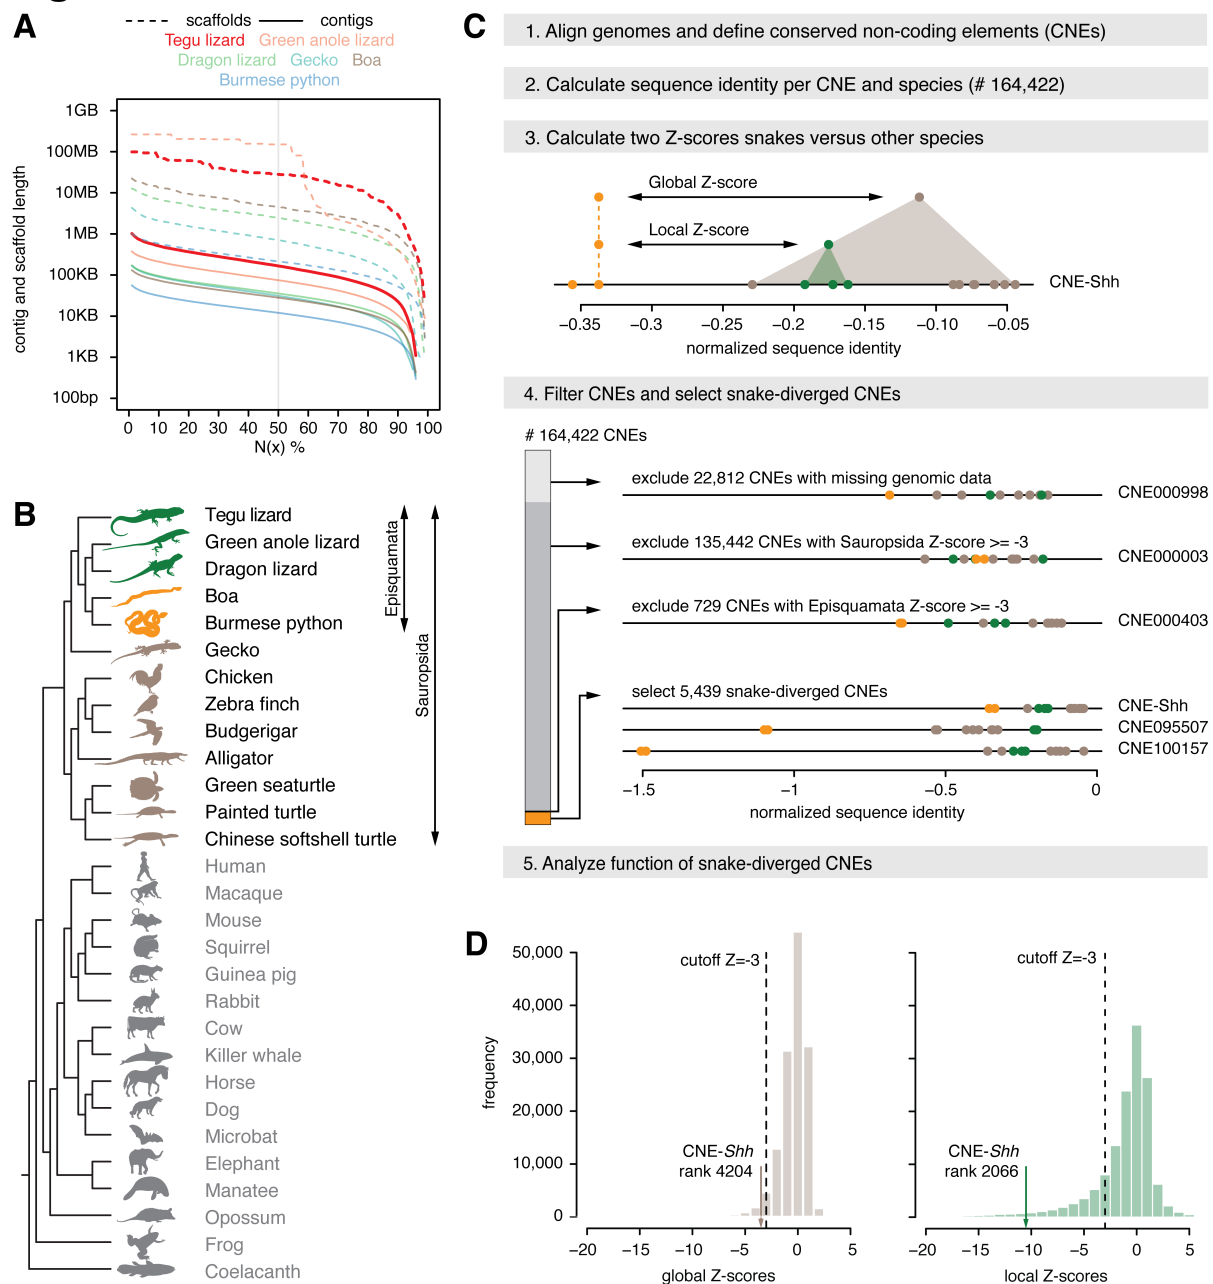 A
scaffolds contigs
Tegu lizard Green anole lizard
Dragon lizard Gecko Boa
Burmese python
1GB
100MB
10MB
1MB
100KB
10KB
1KB
100bp
contig and scaffold length
0 10 20 30 40 50 60 70 80 90 100
N(x) %
B
Tegu lizard
Green anole lizard
Dragon lizard
Boa
Burmese python
Gecko
Chicken
Zebra finch
Budgerigar
Alligator
Green seaturtle
Painted turtle
Chinese softshell turtle
Human
Macaque
Mouse
Squirrel
Guinea pig
Rabbit
Cow
Killer whale
Horse
Dog
Microbat
Elephant
Manatee
Opossum
Frog
Coelacanth
Episquamata
Sauropsida
C
1. Align genomes and define conserved non-coding elements (CNEs)
2. Calculate sequence identity per CNE and species (# 164,422)
3. Calculate two Z-scores snakes versus other species
Global Z-score
Local Z-score
CNE-Shh
−0.35 −0.3 −0.25 −0.2 −0.15 −0.10 −0.05
normalized sequence identity
4. Filter CNEs and select snake-diverged CNEs
# 164,422 CNEs
exclude 22,812 CNEs with missing genomic data
CNE000998
exclude 135,442 CNEs with Sauropsida Z-score >= -3
CNE000003
exclude 729 CNEs with Episquamata Z-score >= -3
CNE000403
select 5,439 snake-diverged CNEs
CNE-Shh
CNE095507
CNE100157
−1.5 −1 −0.5 0
normalized sequence identity
5. Analyze function of snake-diverged CNEs
D
50,000
40,000
30,000
20,000
10,000
0
frequency
cutoff Z=-3
CNE-Shh
rank 4204
−20 −15 −10 −5 0 5
global Z-scores
cutoff Z=-3
CNE-Shh
rank 2066
−20 −15 −10 −5 0 5
local Z-scores